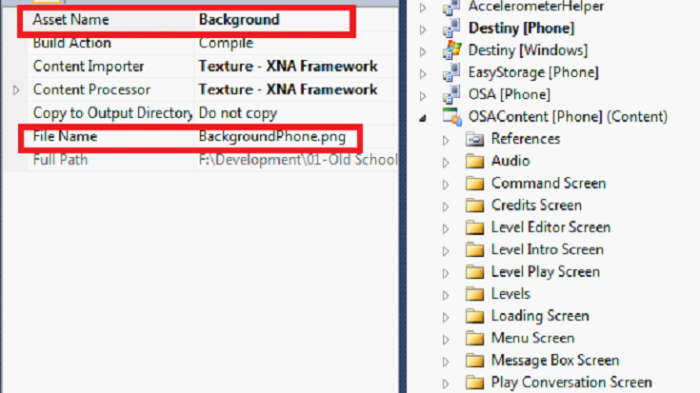 Asset Name Background
Build Action Compile
Content Importer Texture - XNA Framework
Content Processor Texture - XNA Framework
Copy to Output Directory Do not copy
File Name BackgroundPhone.png
Full Path F:\Development\01-Old School
AccelerometerHelper
Destiny [Phone]
Destiny [Windows]
EasyStorage [Phone]
OSA [Phone]
OSAContent [Phone] (Content)
References
Audio
Command Screen
Credits Screen
Level Editor Screen
Level Intro Screen
Level Play Screen
Levels
Loading Screen
Menu Screen
Message Box Screen
Play Conversation Screen